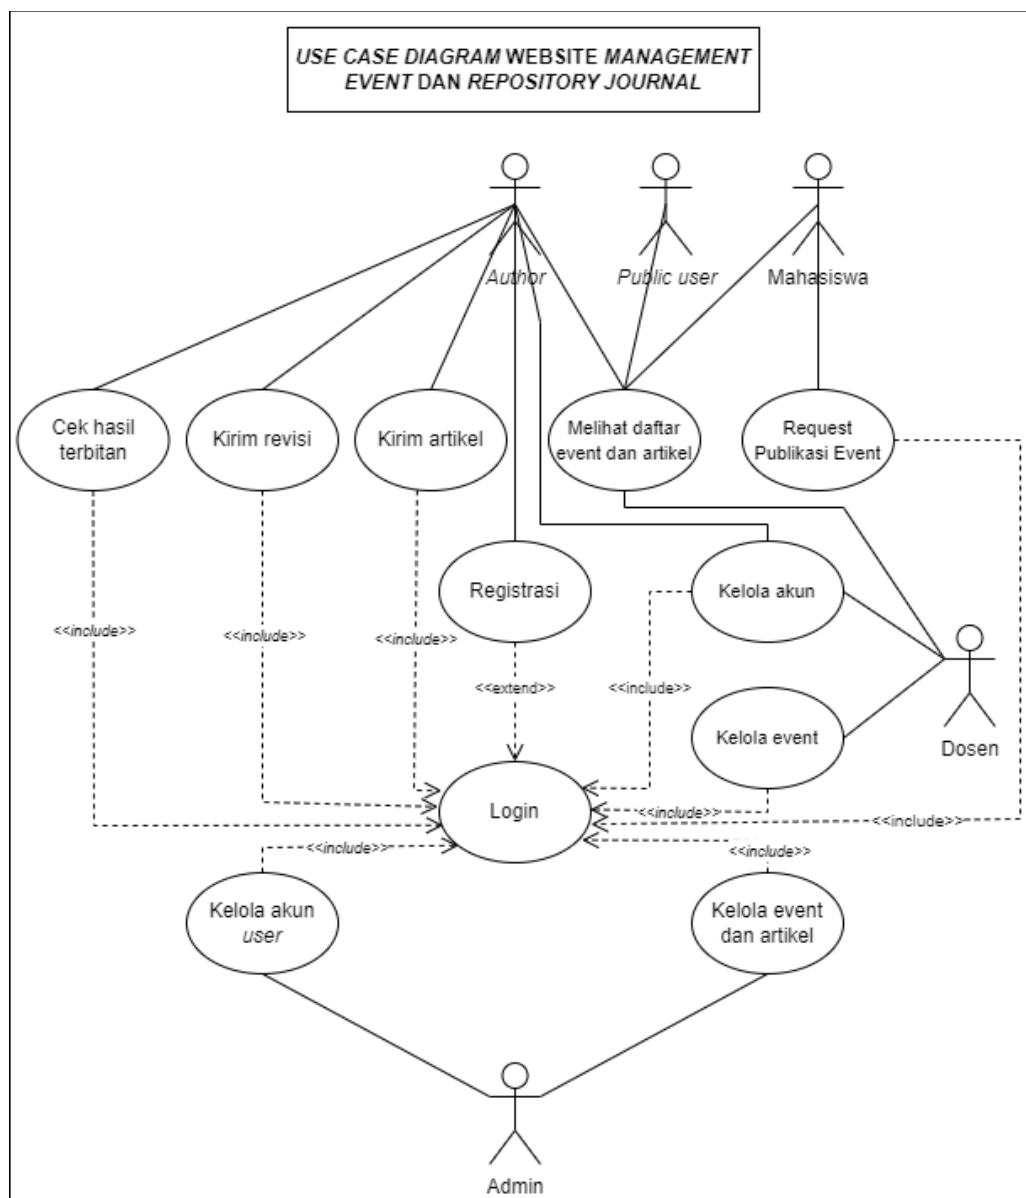 USE CASE DIAGRAM WEBSITE MANAGEMENT
EVENT DAN REPOSITORY JOURNAL
Author
Public user
Mahasiswa
Cek hasil
terbitan
Kirim revisi
Kirim artikel
Melihat daftar
event dan artikel
Request
Publikasi Event
Registrasi
Kelola akun
<<include>>
<<include>>
<<include>>
<<extend>>
<<include>>
Kelola event
Dosen
Login
<<include>>
<<include>>
<<include>>
<<include>>
Kelola akun
user
Kelola event
dan artikel
Admin